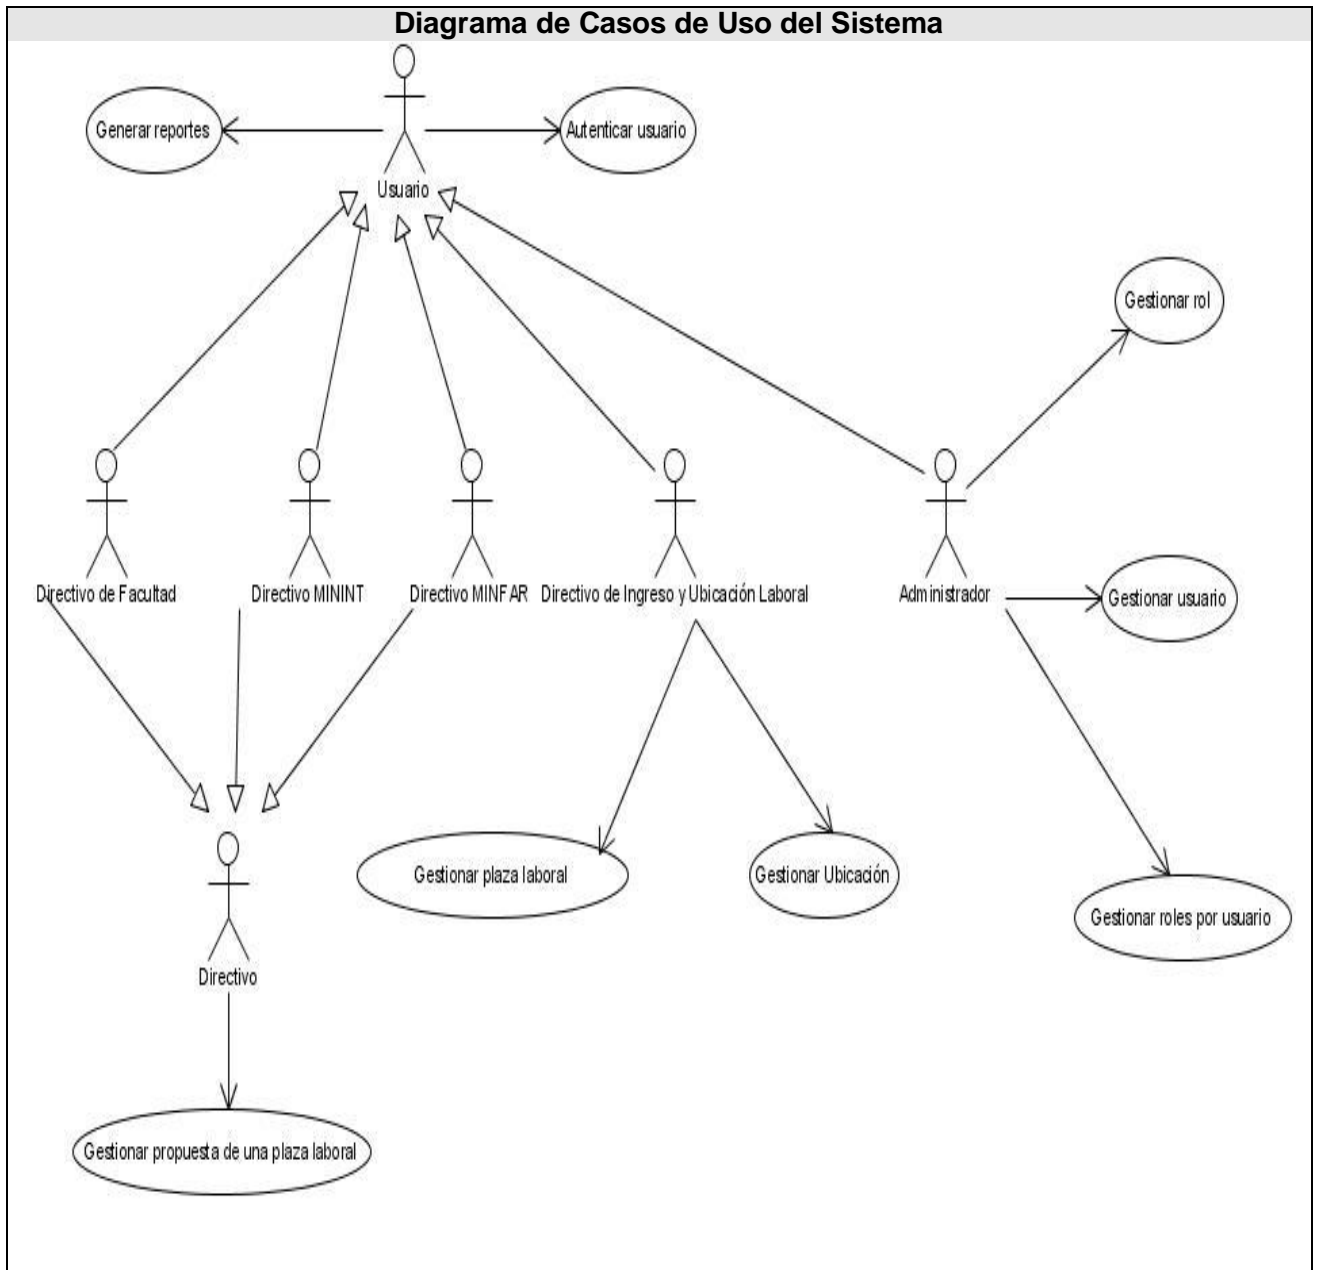 Diagrama de Casos de Uso del Sistema
Generar reportes
Autenticar usuario
Usuario
Gestionar rol
Directivo de Facultad
Directivo MININT
Directivo MINFAR
Directivo de Ingreso y Ubicación Laboral
Administrador
Gestionar usuario
Gestionar plaza laboral
Gestionar Ubicación
Gestionar roles por usuario
Directivo
Gestionar propuesta de una plaza laboral